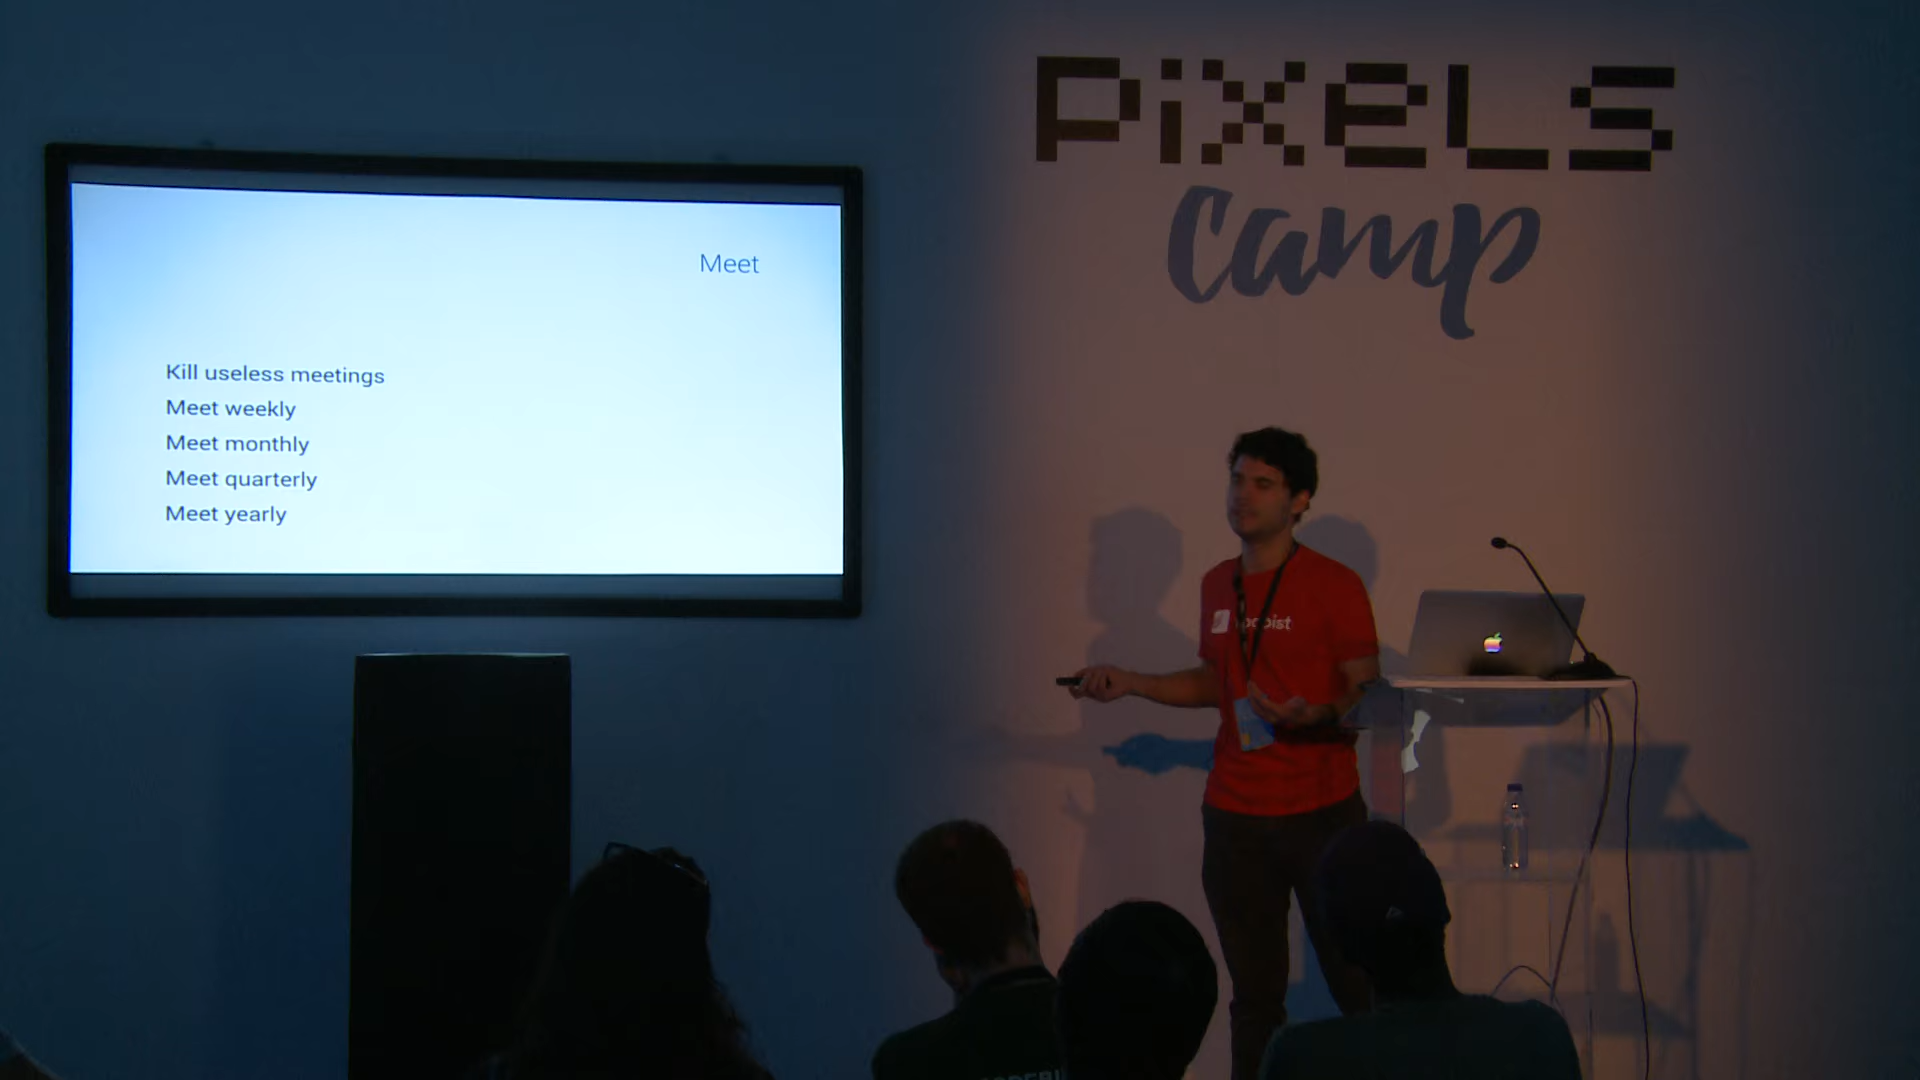 pixels
camp
Meet
Kill useless meetings
Meet weekly
Meet monthly
Meet quarterly
Meet yearly